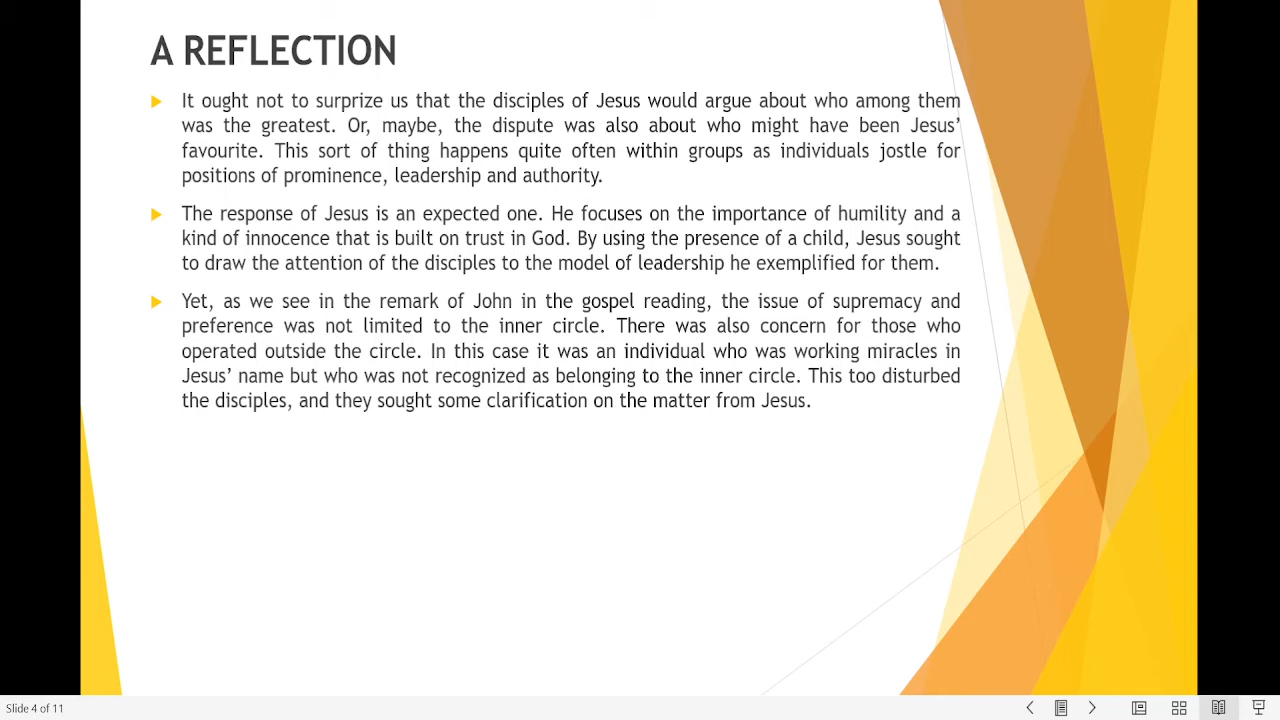 A REFLECTION
It ought not to surprize us that the disciples of Jesus would argue about who among them
was the greatest. Or, maybe, the dispute was also about who might have been Jesus’
favourite. This sort of thing happens quite often within groups as individuals jostle for
positions of prominence, leadership and authority.
The response of Jesus is an expected one. He focuses on the importance of humility and a
kind of innocence that is built on trust in God. By using the presence of a child, Jesus sought
to draw the attention of the disciples to the model of leadership he exemplified for them.
Yet, as we see in the remark of John in the gospel reading, the issue of supremacy and
preference was not limited to the inner circle. There was also concern for those who
operated outside the circle. In this case it was an individual who was working miracles in
Jesus’ name but who was not recognized as belonging to the inner circle. This too disturbed
the disciples, and they sought some clarification on the matter from Jesus.
Slide 4 of 11